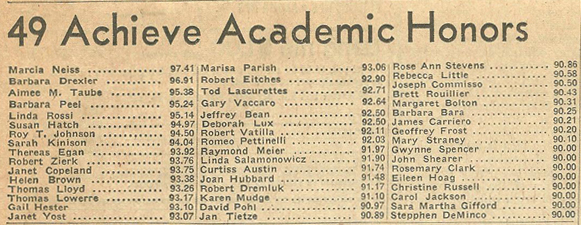 49 Achieve Academic Honors
Marcia Neiss ................ 97.41
Barbara Drexler ............ 96.91
Aimee M. Taube ............ 95.38
Barbara Peel ................ 95.24
Linda Rossi ................ 95.14
Susan Hatch ................ 94.97
Roy T. Johnson ............ 94.50
Sarah Kinison ............ 94.04
Thereas Egan ............ 93.92
Robert Zierk ................ 93.76
Janet Copeland ............ 93.75
Helen Brown ................ 93.38
Thomas Lloyd ............ 93.26
Thomas Lowerre ............ 93.17
Gail Hester ................ 93.10
Janet Yost ................ 93.07
Marisa Parish ................ 93.06
Robert Eitches ............ 92.90
Tod Lascurettes ............ 92.71
Gary Vaccaro ............ 92.64
Jeffrey Bean ................ 92.50
Deborah Lux ................ 92.50
Robert Vatilla ............ 92.11
Romeo Pettinelli ............ 92.03
Raymond Meier ............ 91.97
Linda Salamonowicz ........ 91.90
Curtiss Austin ............ 91.74
Joan Hubbard ............ 91.48
Robert Dremluk ............ 91.17
Karen Mudge ............ 91.10
David Pohl ................ 90.97
Jan Tietze ................ 90.89
Rose Ann Stevens ............ 90.86
Rebecca Little ............ 90.58
Joseph Commisso ............ 90.50
Brett Rouillier ............ 90.43
Margaret Bolton ............ 90.31
Barbara Bara ............ 90.25
James Carriero ............ 90.21
Geoffrey Frost ............ 90.02
Mary Straney ............ 90.10
Gwynne Spencer ............ 90.00
John Shearer ............ 90.00
Rosemary Clark ............ 90.00
Eileen Hoag ............ 90.00
Christine Russell ............ 90.00
Carol Jackson ............ 90.00
Sara Martha Gifford ........ 90.00
Stepphen DeMinco ............ 90.00